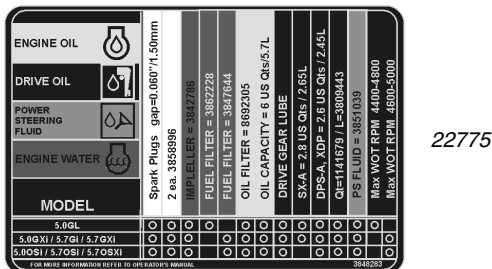 ENGINE OIL
DRIVE OIL
POWER
STEERING
FLUID
ENGINE WATER
MODEL
Spark Plugs gap=0.060"/1.50mm
2 ea. 3858996
IMPLELLER = 3842786
FUEL FILTER = 3862228
FUEL FILTER = 3847644
OIL FILTER = 8692305
OIL CAPACITY = 6 US Qts/5.7L
DRIVE GEAR LUBE
SX-A = 2.8 US Qts / 2.65L
DPS-A, XDP = 2.6 US Qts / 2.45L
Qt=1141679 / L=3809443
PS FLUID = 3851039
Max WOT RPM 4400-4800
Max WOT RPM 4600-5000
5.0GL O O O O O O O O O O O O
5.0GXi / 5.7Gi / 5.7GXi O O O O O O O O O O O O
5.0OSi / 5.7OSi / 5.7OSXi O O O O O O O O O O O O
FOR MORE INFORMATION REFER TO OPERATOR'S MANUAL
3848283
22775